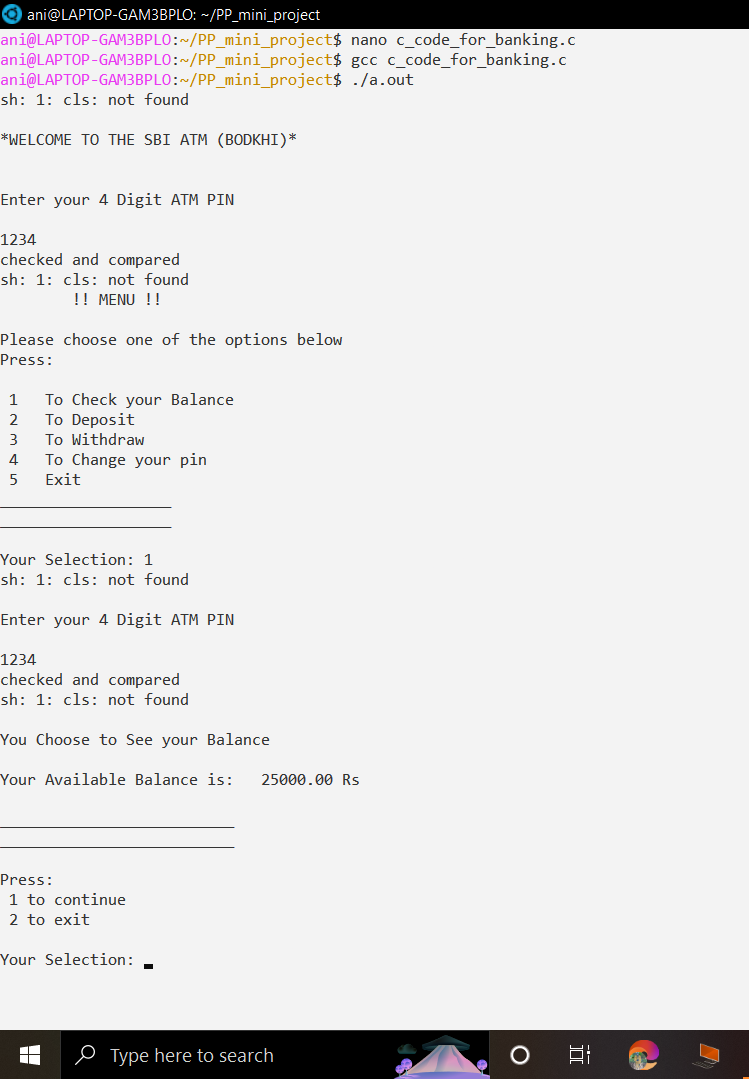 ani@LAPTOP-GAM3BPLO: ~/PP_mini_project
ani@LAPTOP-GAM3BPLO:~/PP_mini_project$ nano c_code_for_banking.c
ani@LAPTOP-GAM3BPLO:~/PP_mini_project$ gcc c_code_for_banking.c
ani@LAPTOP-GAM3BPLO:~/PP_mini_project$ ./a.out
sh: 1: cls: not found
*WELCOME TO THE SBI ATM (BODKHI)*
Enter your 4 Digit ATM PIN
1234
checked and compared
sh: 1: cls: not found
!! MENU !!
Please choose one of the options below
Press:
1 To Check your Balance
2 To Deposit
3 To Withdraw
4 To Change your pin
5 Exit
___________________
___________________
Your Selection: 1
sh: 1: cls: not found
Enter your 4 Digit ATM PIN
1234
checked and compared
sh: 1: cls: not found
You Choose to See your Balance
Your Available Balance is: 25000.00 Rs
__________________________
__________________________
Press:
1 to continue
2 to exit
Your Selection:
Type here to search